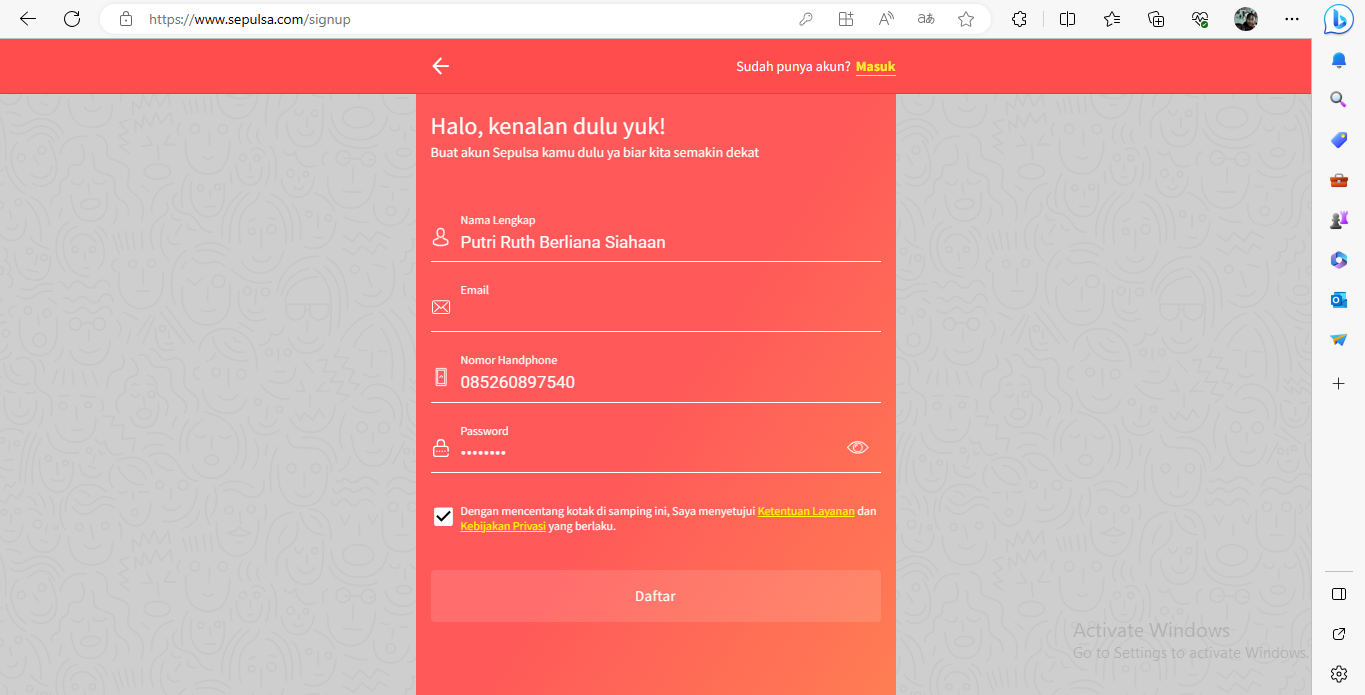 https://www.sepulsa.com/signup
Sudah punya akun? Masuk
Halo, kenalan dulu yuk!
Buat akun Sepulsa kamu dulu ya biar kita semakin dekat
Nama Lengkap
Putri Ruth Berliana Siahaan
Email
Nomor Handphone
085260897540
Password
••••••••
Dengan mencentang kotak di samping ini, Saya menyetujui Ketentuan Layanan dan
Kebijakan Privasi yang berlaku.
Daftar
Activate Windows
Go to Settings to activate Windows.